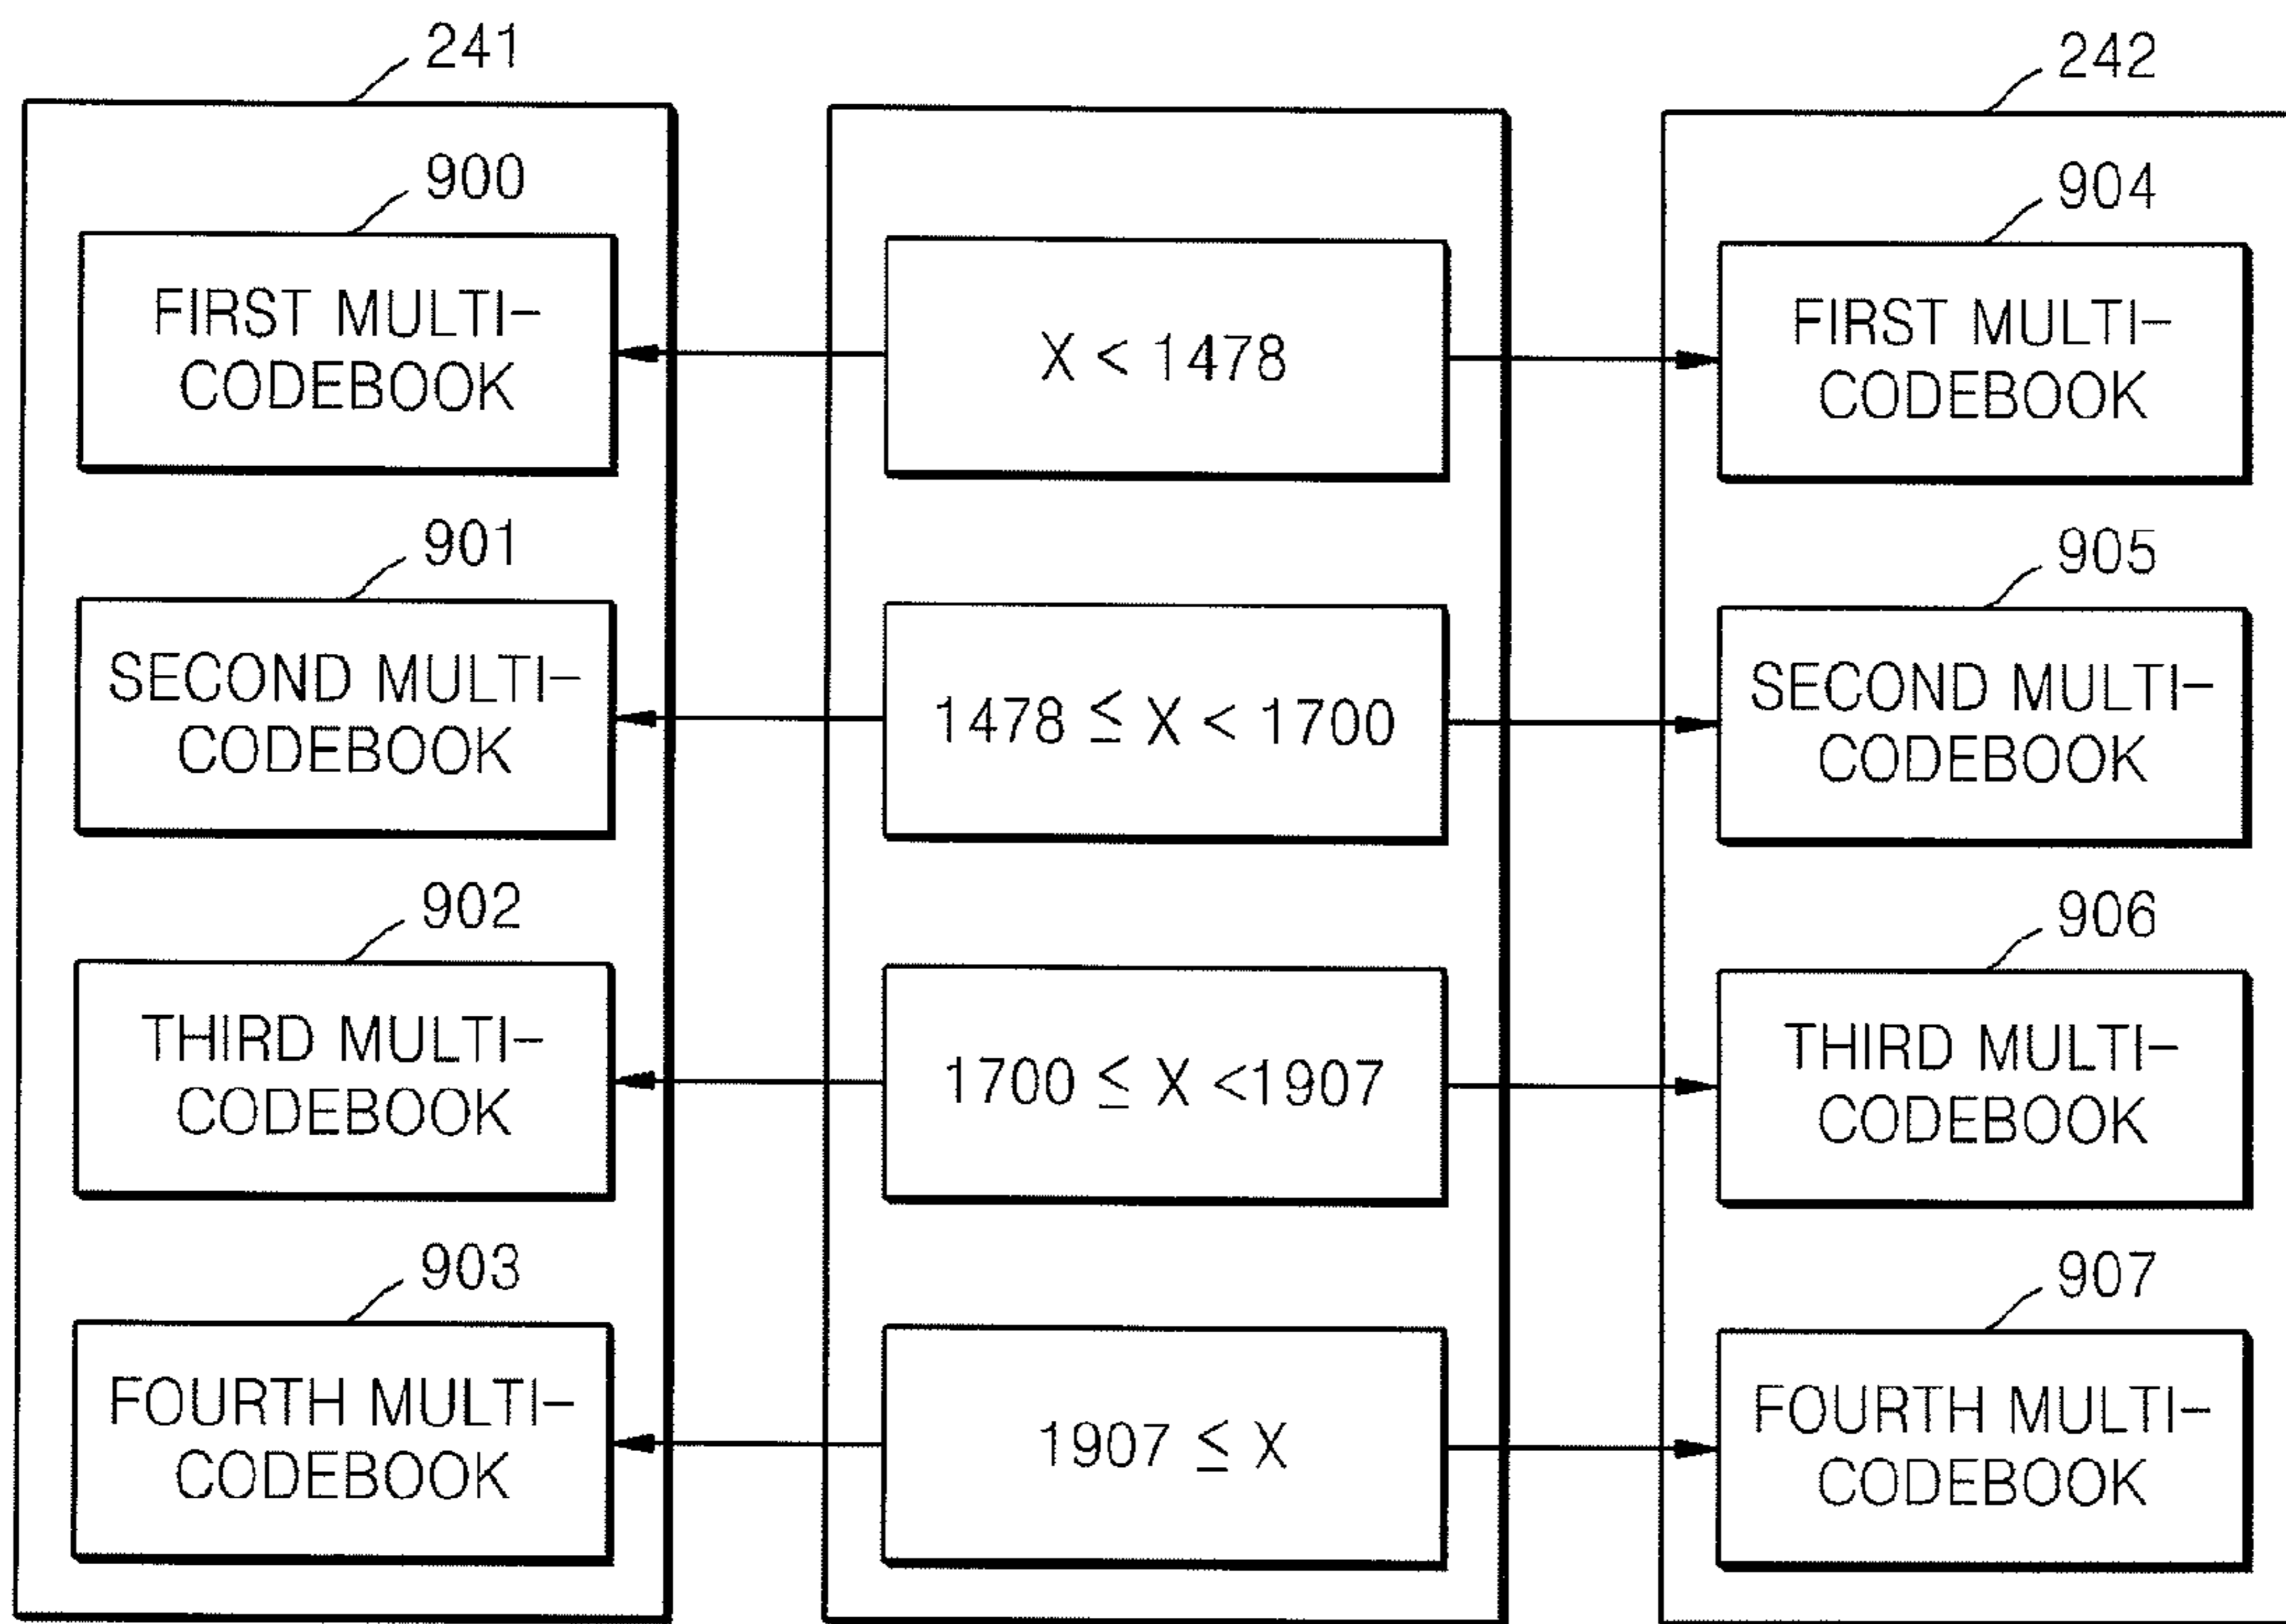 241
242
900
904
FIRST MULTI-
CODEBOOK
X < 1478
FIRST MULTI-
CODEBOOK
901
905
SECOND MULTI-
CODEBOOK
1478 ≤ X < 1700
SECOND MULTI-
CODEBOOK
902
906
THIRD MULTI-
CODEBOOK
1700 ≤ X <1907
THIRD MULTI-
CODEBOOK
903
907
FOURTH MULTI-
CODEBOOK
1907 ≤ X
FOURTH MULTI-
CODEBOOK